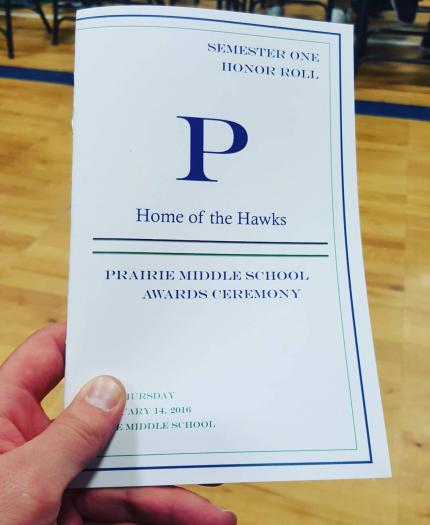 SEMESTER ONE
HONOR ROLL
P
Home of the Hawks
PRAIRIE MIDDLE SCHOOL
AWARDS CEREMONY
14, 2016
MIDDLE SCHOOL